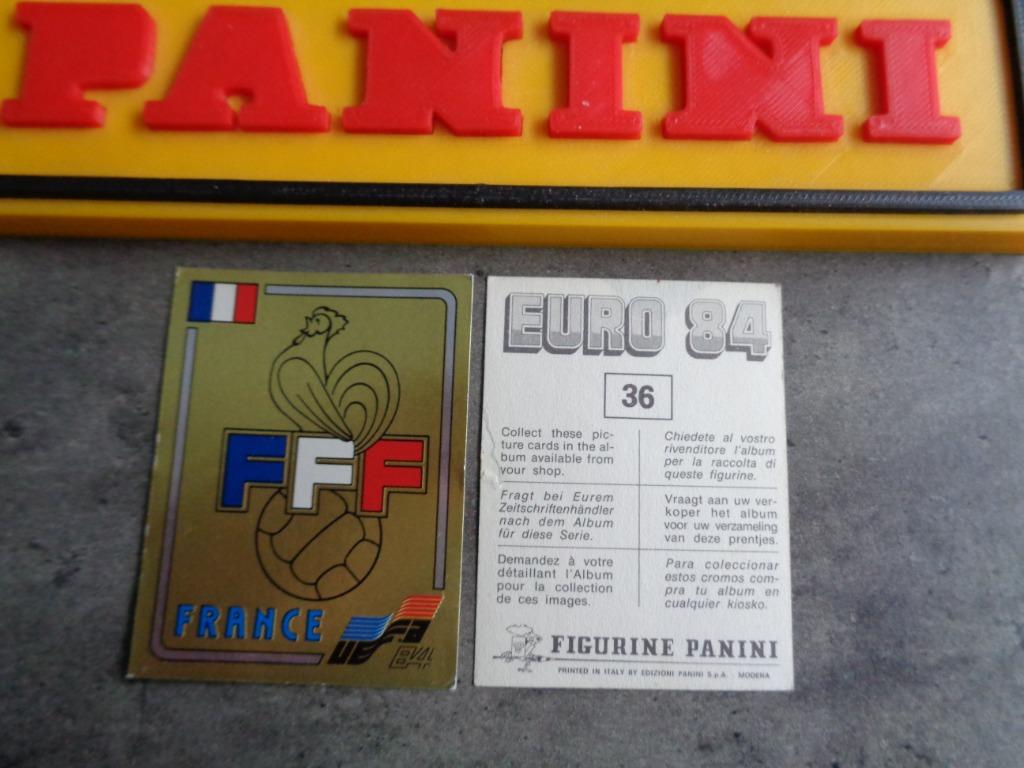 PANINI
FFF
FRANCE
UEFA
EURO 84
36
Collect these pic-
ture cards in the al-
bum available from
your shop.
Chiedete al vostro
rivenditore l'album
per la raccolta di
queste figurine.
Fragt bei Eurem
Zeitschriftenhändler
nach dem Album
für diese Serie.
Vraagt aan uw ver-
koper het album
voor uw verzameling
van deze prentjes.
Demandez à votre
détaillant l'Album
pour la collection
de ces images.
Para coleccionar
estos cromos com-
pra tu album en
cualquier kiosko.
FIGURINE PANINI
PRINTED IN ITALY BY EDIZIONI PANINI S.p.A. - MODENA